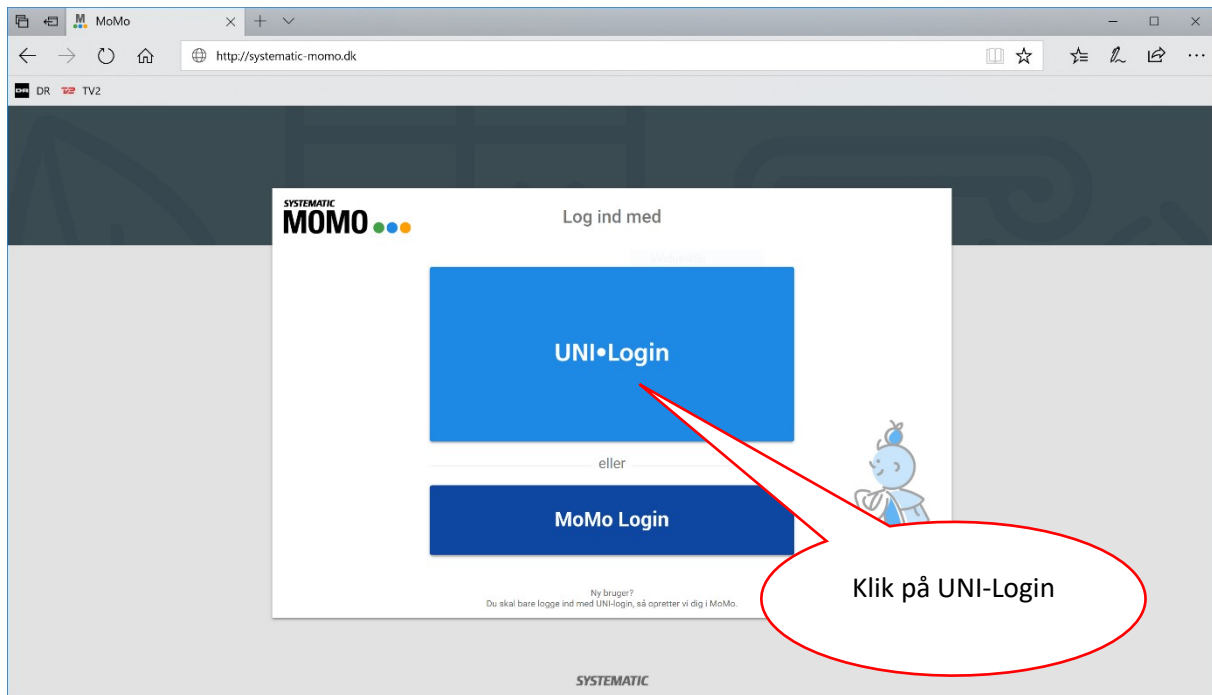 MoMo
http://systematic-momo.dk
DR TV2
SYSTEMATIC
MOMO
Log ind med
UNI•Login
eller
MoMo Login
Klik på UNI-Login
Ny bruger?
Du skal bare logge ind med UNI-login, så opretter vi dig i MoMo.
SYSTEMATIC